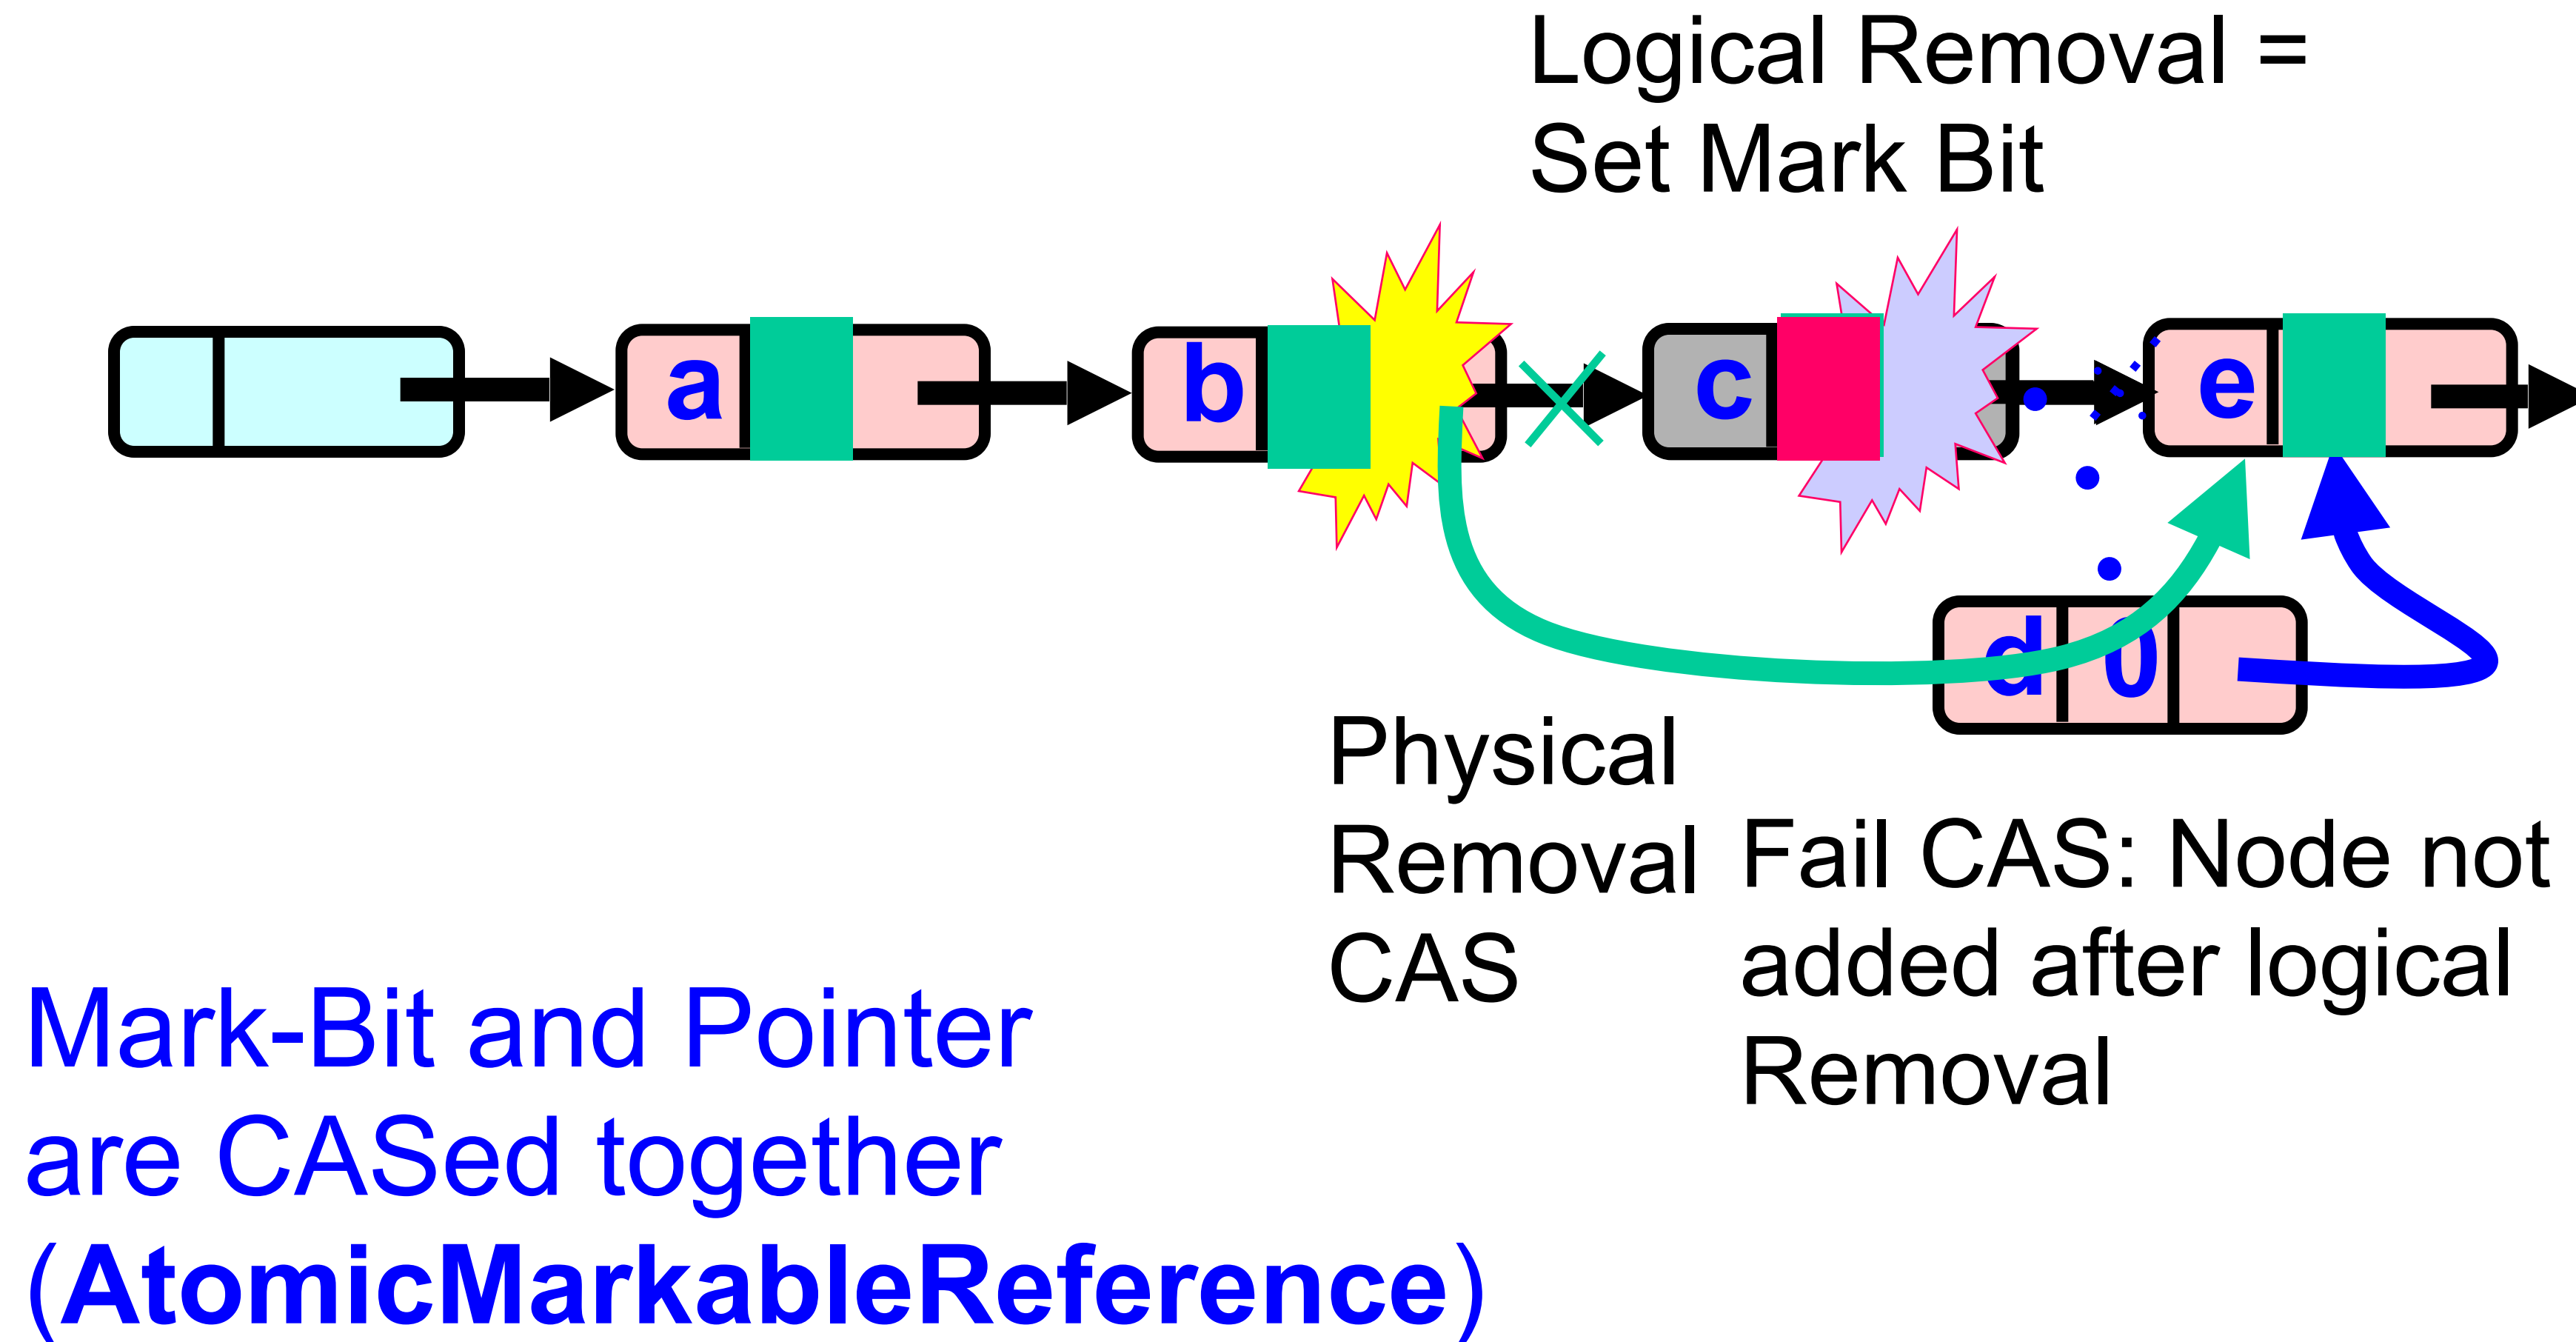 Logical Removal =
Set Mark Bit
a
b
c
e
d 0
Physical
Removal
CAS
Fail CAS: Node not
added after logical
Removal
Mark-Bit and Pointer
are CASed together
(AtomicMarkableReference)